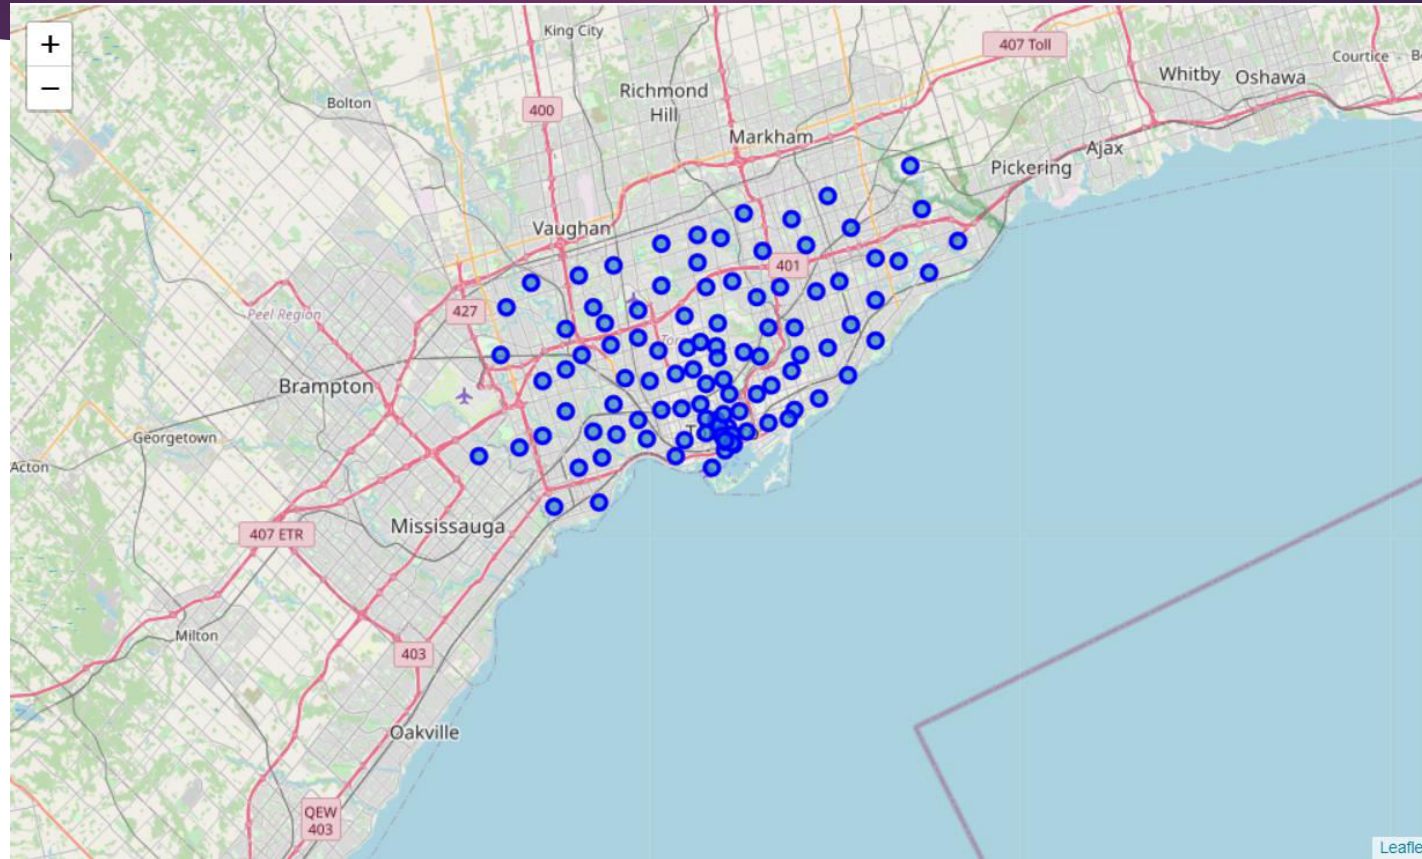 +
−
King City
407 Toll
Courtice
Whitby
Oshawa
Bolton
400
Richmond
Hill
Markham
Ajax
Pickering
Vaughan
401
427
Peel Region
Brampton
Georgetown
Acton
Mississauga
407 ETR
Milton
403
Oakville
QEW
403
Leafle